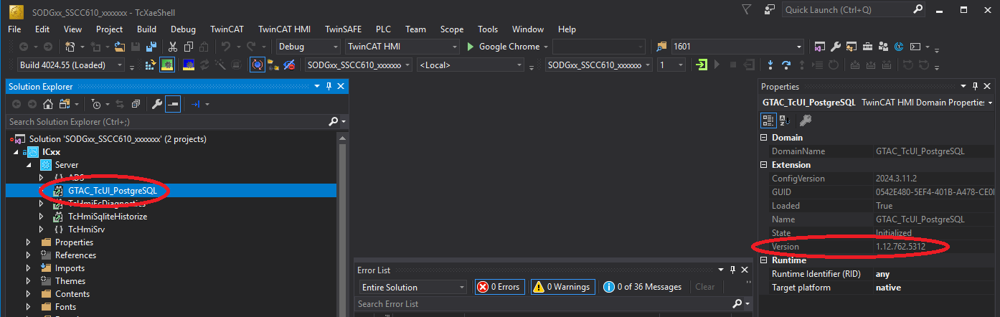 SODGxx_SSCC610_xxxxxxx - TcXaeShell
Quick Launch (Ctrl+Q)
File Edit View Project Build Debug TwinCAT TwinCAT HMI TwinSAFE PLC Team Scope Tools Window Help
Debug TwinCAT HMI Google Chrome 1601
Build 4024.55 (Loaded) SODGxx_SSCC610_xxxxxxx <Local> SODGxx_SSCC610_xxxxxxx 1
Solution Explorer
Search Solution Explorer (Ctrl+;)
Solution 'SODGxx_SSCC610_xxxxxxx' (2 projects)
ICxx
Server
ADS
GTAC_TcUI_PostgreSQL
TcHmiEcDiagnostics
TcHmiSqliteHistorize
TcHmiSrv
Properties
References
Imports
Themes
Contents
Fonts
Error List
Entire Solution 0 Errors 0 Warnings 0 of 36 Messages Clear
Search Error List
Properties
GTAC_TcUI_PostgreSQL TwinCAT HMI Domain Properties
Domain
DomainName GTAC_TcUI_PostgreSQL
Extension
ConfigVersion 2024.3.11.2
GUID 0542E480-5EF4-401B-A478-CE0
Loaded True
Name GTAC_TcUI_PostgreSQL
State Initialized
Version 1.12.762.5312
Runtime
Runtime Identifier (RID) any
Target platform native